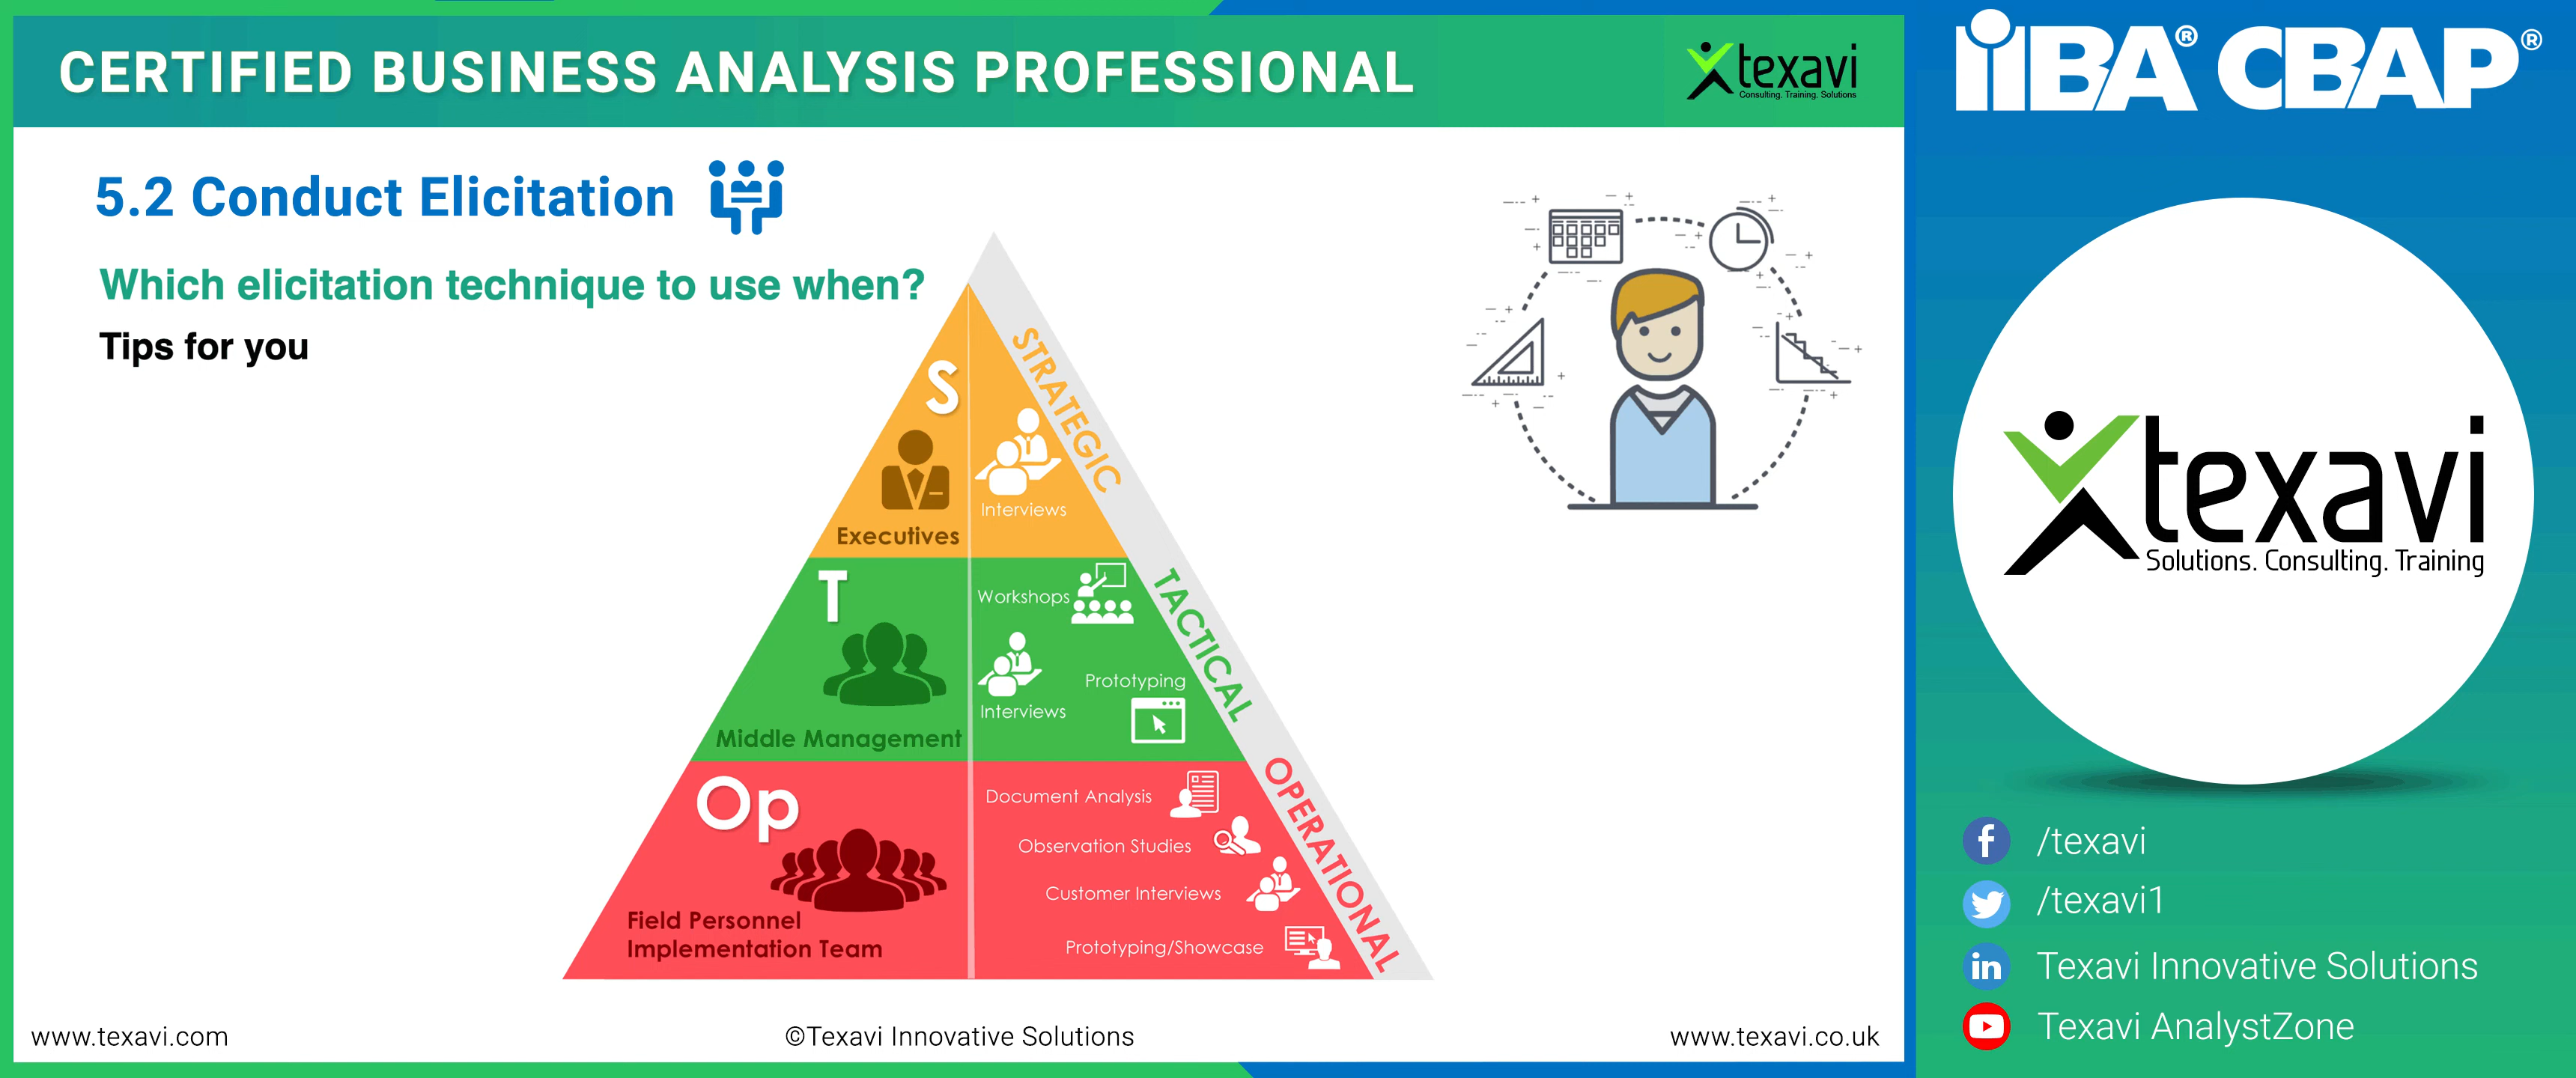 CERTIFIED BUSINESS ANALYSIS PROFESSIONAL
texavi
Consulting. Training. Solutions
IIBA® CBAP®
5.2 Conduct Elicitation
Which elicitation technique to use when?
Tips for you
S
Executives
Interviews
STRATEGIC
T
Middle Management
Workshops
Interviews
Prototyping
TACTICAL
Op
Field Personnel
Implementation Team
Document Analysis
Observation Studies
Customer Interviews
Prototyping/Showcase
OPERATIONAL
texavi
Solutions. Consulting. Training
/texavi
/texavi1
in Texavi Innovative Solutions
Texavi AnalystZone
www.texavi.com
©Texavi Innovative Solutions
www.texavi.co.uk